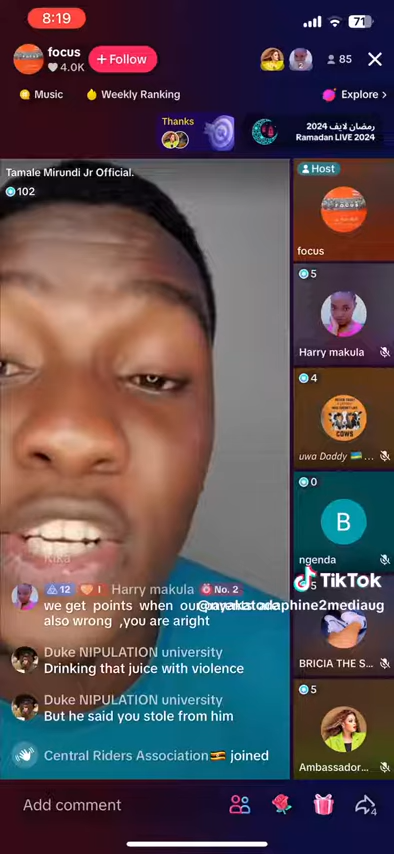 8:19
71
focus
4.0K
+ Follow
85
Music
Weekly Ranking
Explore >
Thanks
رمضان لايف 2024
Ramadan LIVE 2024
Tamale Mirundi Jr Official.
102
Host
focus
5
Harry makula
4
uwa Daddy 🇷🇼...
0
B
ngenda
TikTok
@nyakatodaphine2mediaug
5
BRICIA THE S...
5
Ambassador...
Kika
12
1
Harry makula
No. 2
we get points when our
also wrong ,you are aright
Duke NIPULATION university
Drinking that juice with violence
Duke NIPULATION university
But he said you stole from him
Central Riders Association🇺🇬 joined
Add comment
4